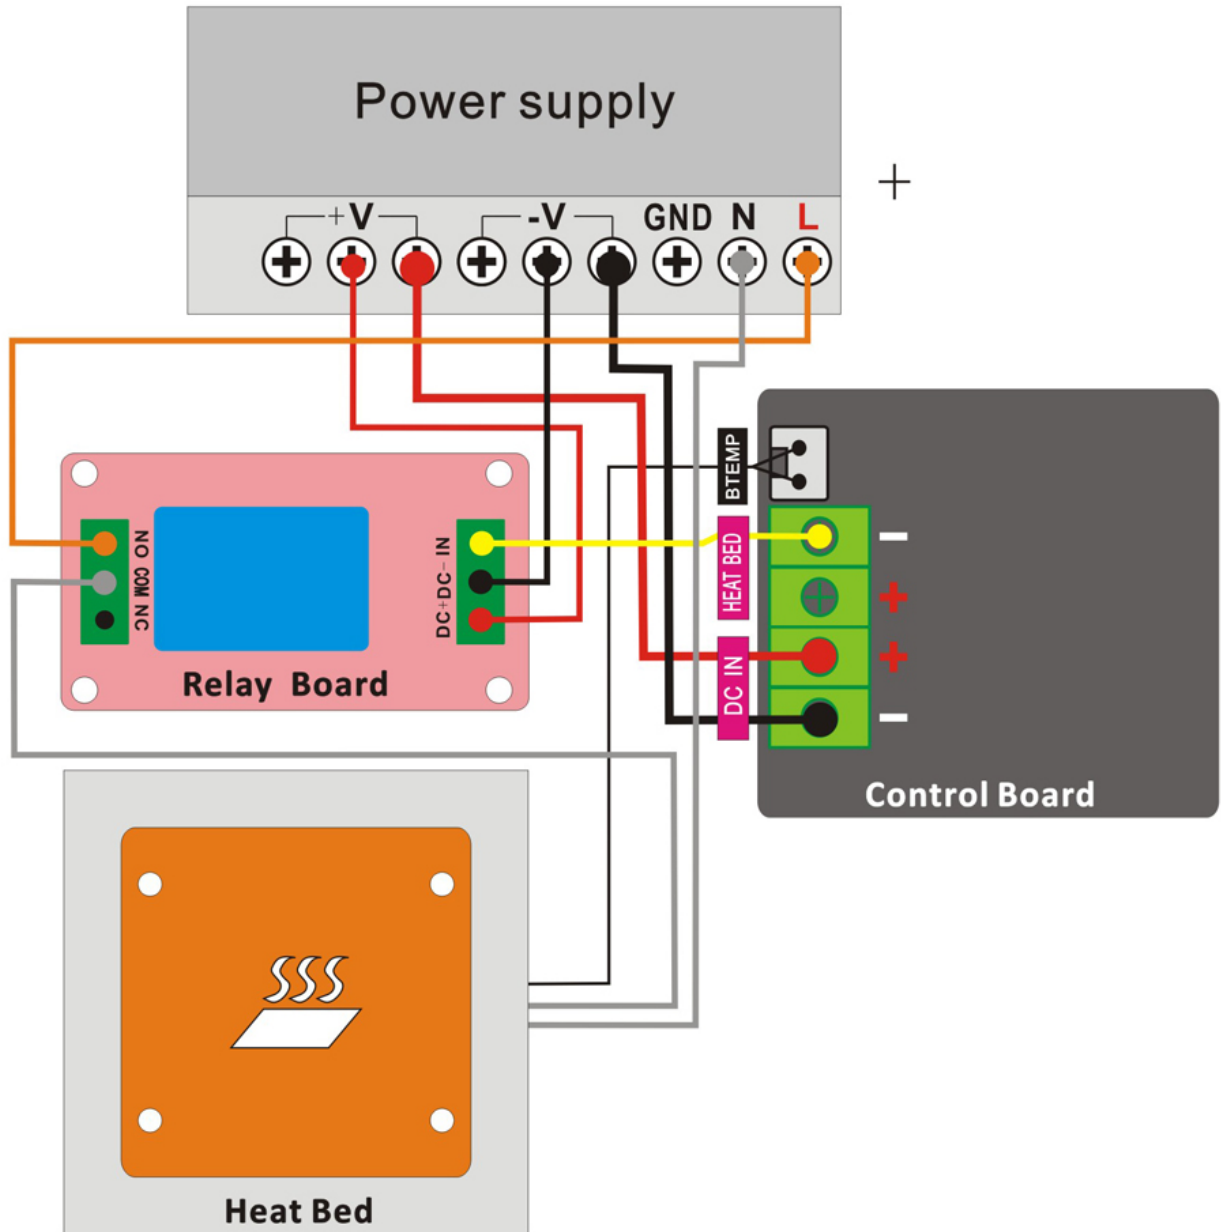 Power supply
+V -V GND N L
BTEMP
HEAT BED
DC IN
NO COM NC
DC+DC- IN
Relay Board
-
+
+
-
Control Board
Heat Bed